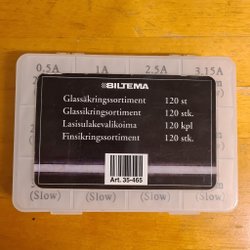 0.5A 1A 2.5A 3.15A
BILTEMA
Glassäkringssortiment 120 st
Glassikringssortiment 120 stk.
Lasisulakevalikoima 120 kpl
Finsikringssortiment 120 stk.
Art. 35-465
(Slow) (Slow) (Slow) (Slow)